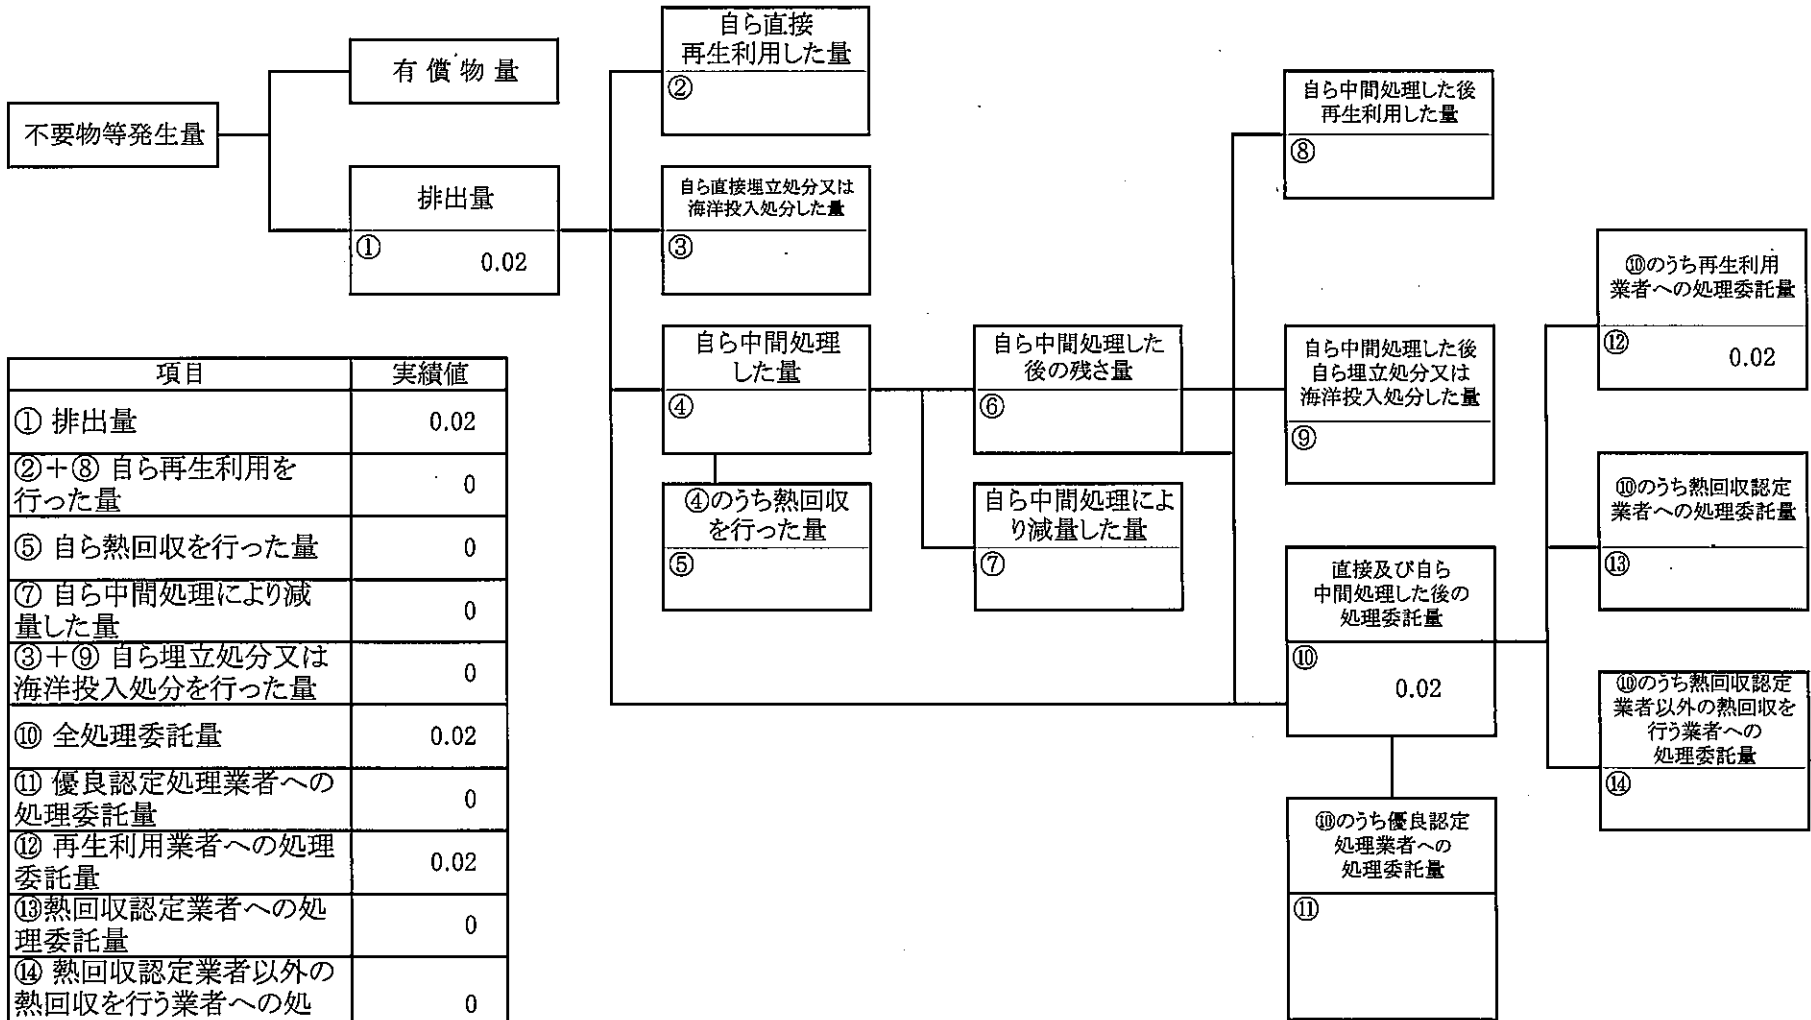 不要物等発生量
有償物量
排出量
①
0.02
自ら直接
再生利用した量
②
自ら直接埋立処分又は
海洋投入処分した量
③
自ら中間処理
した量
④
④のうち熱回収
を行った量
⑤
自ら中間処理した
後の残さ量
⑥
自ら中間処理によ
り減量した量
⑦
自ら中間処理した後
再生利用した量
⑧
自ら中間処理した後
自ら埋立処分又は
海洋投入処分した量
⑨
直接及び自ら
中間処理した後の
処理委託量
⑩
0.02
⑩のうち優良認定
処理業者への
処理委託量
⑪
⑩のうち再生利用
業者への処理委託量
⑫
0.02
⑩のうち熱回収認定
業者への処理委託量
⑬
⑩のうち熱回収認定
業者以外の熱回収を
行う業者への
処理委託量
⑭
項目 実績値
① 排出量 0.02
②+⑧ 自ら再生利用を
行った量 0
⑤ 自ら熱回収を行った量 0
⑦ 自ら中間処理により減
量した量 0
③+⑨ 自ら埋立処分又は
海洋投入処分を行った量 0
⑩ 全処理委託量 0.02
⑪ 優良認定処理業者への
処理委託量 0
⑫ 再生利用業者への処理
委託量 0.02
⑬熱回収認定業者への処
理委託量 0
⑭ 熱回収認定業者以外の
熱回収を行う業者への処 0